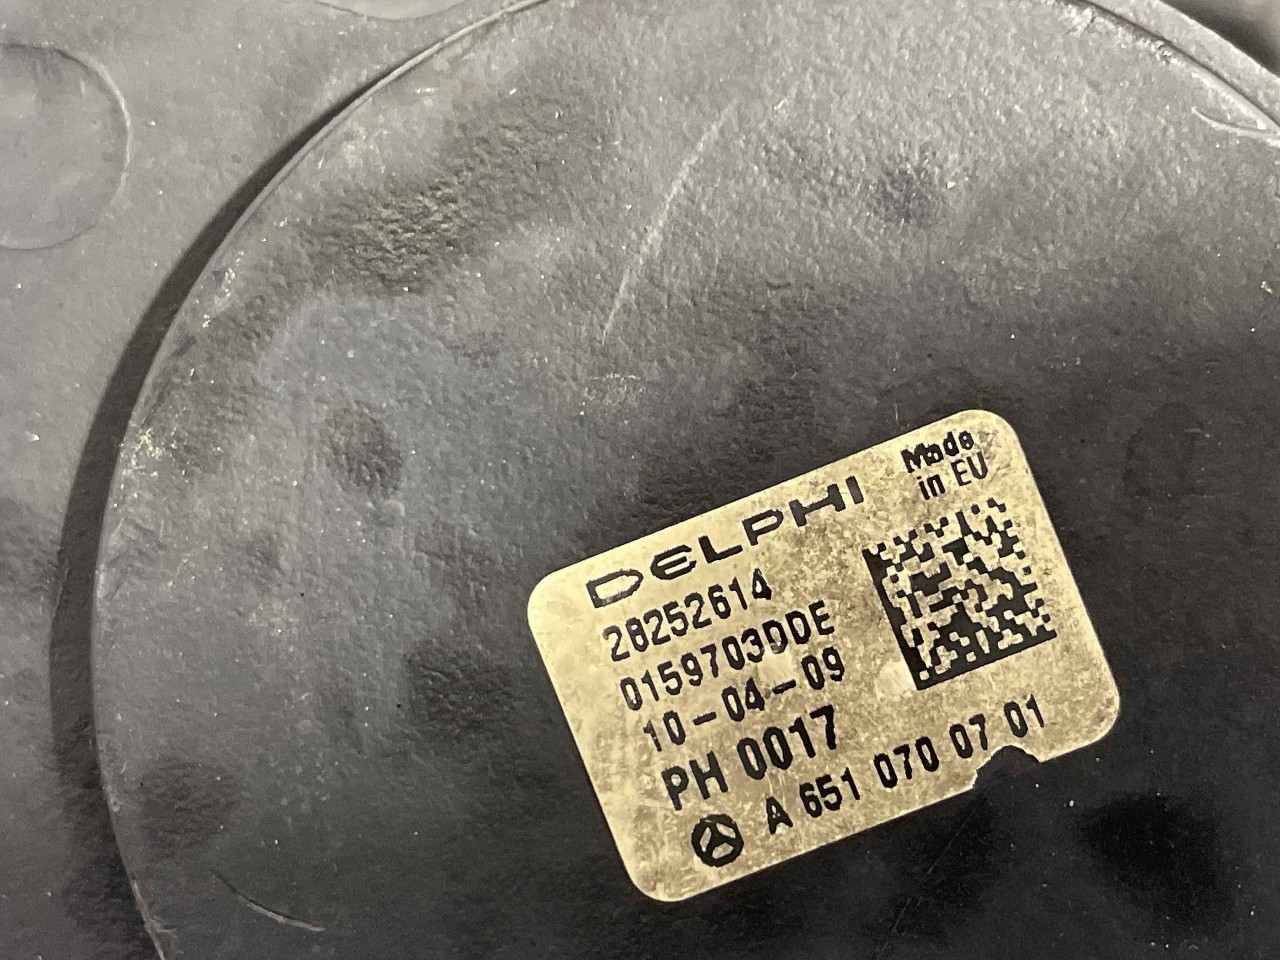 DELPHI
Made
in EU
28252614
0159703DDE
10-04-09
PH 0017
A 651 070 07 01